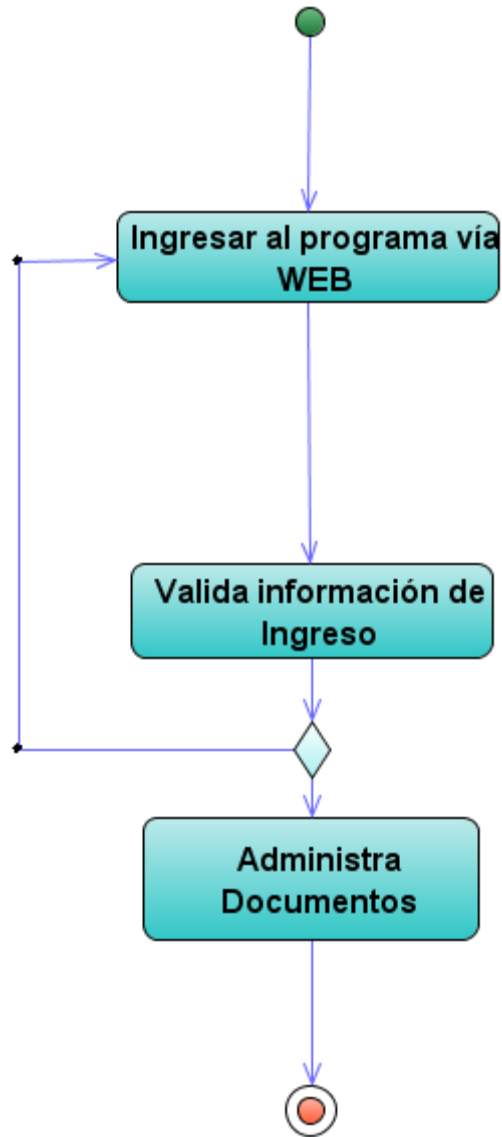 Ingresar al programa vía
WEB
Valida información de
Ingreso
Administra
Documentos